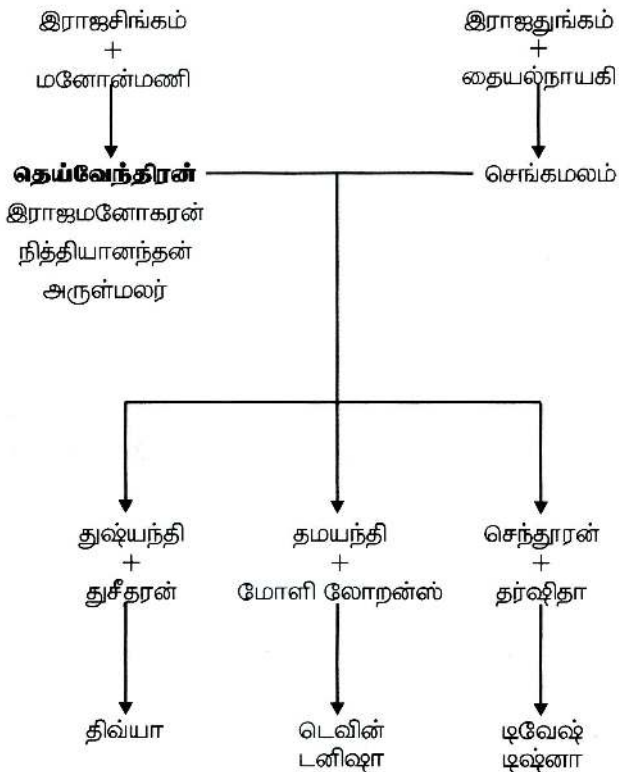 இராஜசிங்கம்
+
மனோன்மணி
இராஜதுங்கம்
+
தையல்நாயகி
தெய்வேந்திரன்
இராஜமனோகரன்
நித்தியானந்தன்
அருள்மலர்
செங்கமலம்
துஷ்யந்தி
+
துசீதரன்
தமயந்தி
+
மோளி லோறன்ஸ்
செந்தூரன்
+
தர்ஷிதா
திவ்யா
டெவின்
டனிஷா
டிவேஷ்
டிஷ்னா